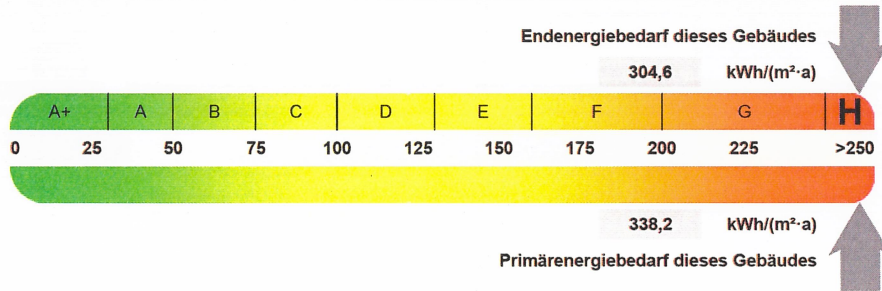 Endenergiebedarf dieses Gebäudes
304,6 kWh/(m²·a)
A+ A B C D E F G H
0 25 50 75 100 125 150 175 200 225 >250
338,2 kWh/(m²·a)
Primärenergiebedarf dieses Gebäudes